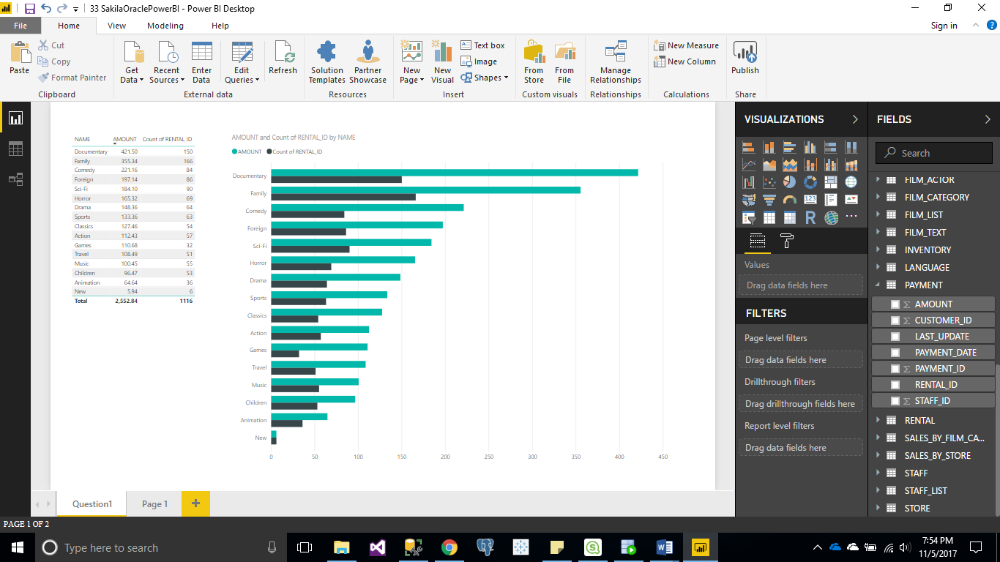 33 SakilaOraclePowerBI - Power BI Desktop
File Home View Modeling Help Sign in
Paste
Cut
Copy
Format Painter
Clipboard
Get Data
Recent Sources
Enter Data
Edit Queries
Refresh
External data
Solution Templates
Partner Showcase
Resources
New Page
New Visual
Text box
Image
Shapes
Insert
From Store
From File
Custom visuals
Manage Relationships
Relationships
New Measure
New Column
Calculations
Publish
Share
NAME AMOUNT Count of RENTAL_ID
Documentary 421.50 150
Family 355.34 166
Comedy 221.16 84
Foreign 197.14 86
Sci-Fi 184.10 90
Horror 165.32 69
Drama 148.36 64
Sports 133.36 63
Classics 127.46 54
Action 112.43 57
Games 110.68 32
Travel 108.49 51
Music 100.45 55
Children 96.47 53
Animation 64.64 36
New 5.94 6
Total 2,552.84 1116
AMOUNT and Count of RENTAL_ID by NAME
AMOUNT Count of RENTAL_ID
Documentary
Family
Comedy
Foreign
Sci-Fi
Horror
Drama
Sports
Classics
Action
Games
Travel
Music
Children
Animation
New
0 50 100 150 200 250 300 350 400 450
VISUALIZATIONS
123
R
Values
Drag data fields here
FILTERS
Page level filters
Drag data fields here
Drillthrough filters
Drag drillthrough fields here
Report level filters
Drag data fields here
FIELDS
Search
FILM_ACTOR
FILM_CATEGORY
FILM_LIST
FILM_TEXT
INVENTORY
LANGUAGE
PAYMENT
Σ AMOUNT
Σ CUSTOMER_ID
LAST_UPDATE
PAYMENT_DATE
Σ PAYMENT_ID
RENTAL_ID
Σ STAFF_ID
RENTAL
SALES_BY_FILM_CA...
SALES_BY_STORE
STAFF
STAFF_LIST
STORE
Question1 Page 1 +
PAGE 1 OF 2
Type here to search
7:54 PM
11/5/2017